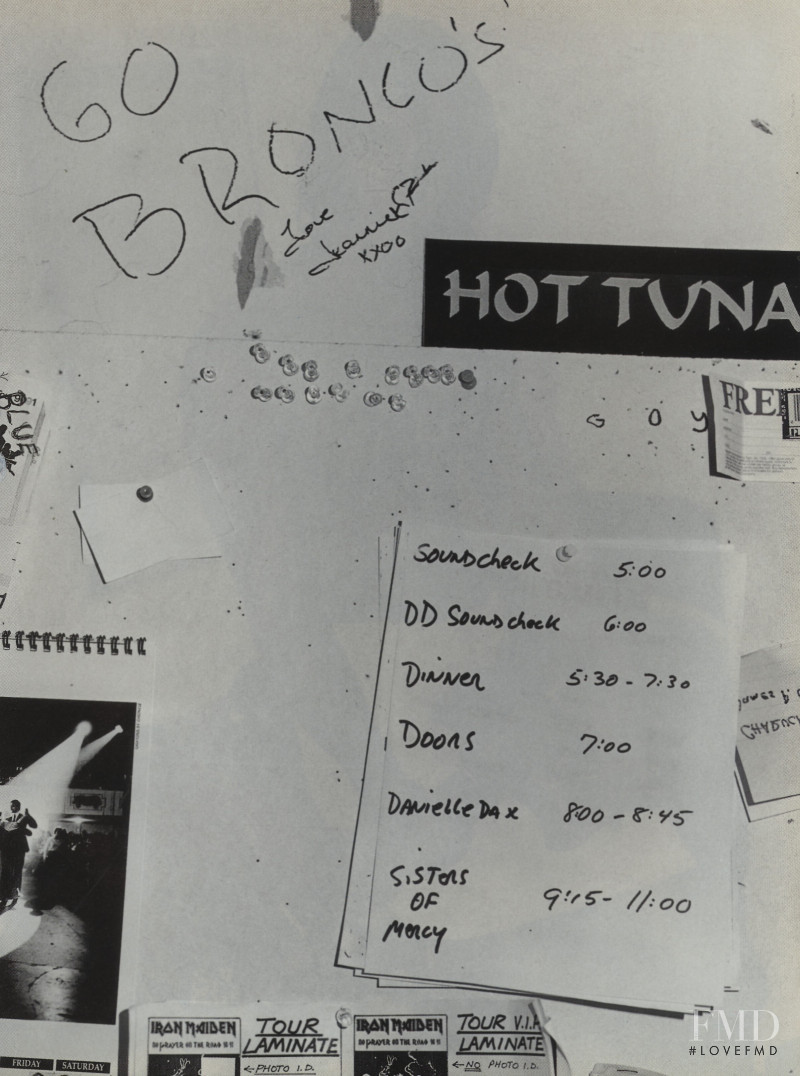 GO
BRONCO'S'
Love
XXOO
HOT TUNA
BLUE
G O Y
FREE
SOUNDCHECK 5:00
DD SOUNDCHECK 6:00
DINNER 5:30 - 7:30
DOORS 7:00
DANIELLE DAX 8:00 - 8:45
SISTERS
OF
MERCY
9:15 - 11:00
IRON MAIDEN
TOUR
LAMINATE
←PHOTO I.D.
IRON MAIDEN
TOUR V.I.P.
LAMINATE
←NO PHOTO I.D.
FRIDAY SATURDAY
FMD
#LOVEFMD